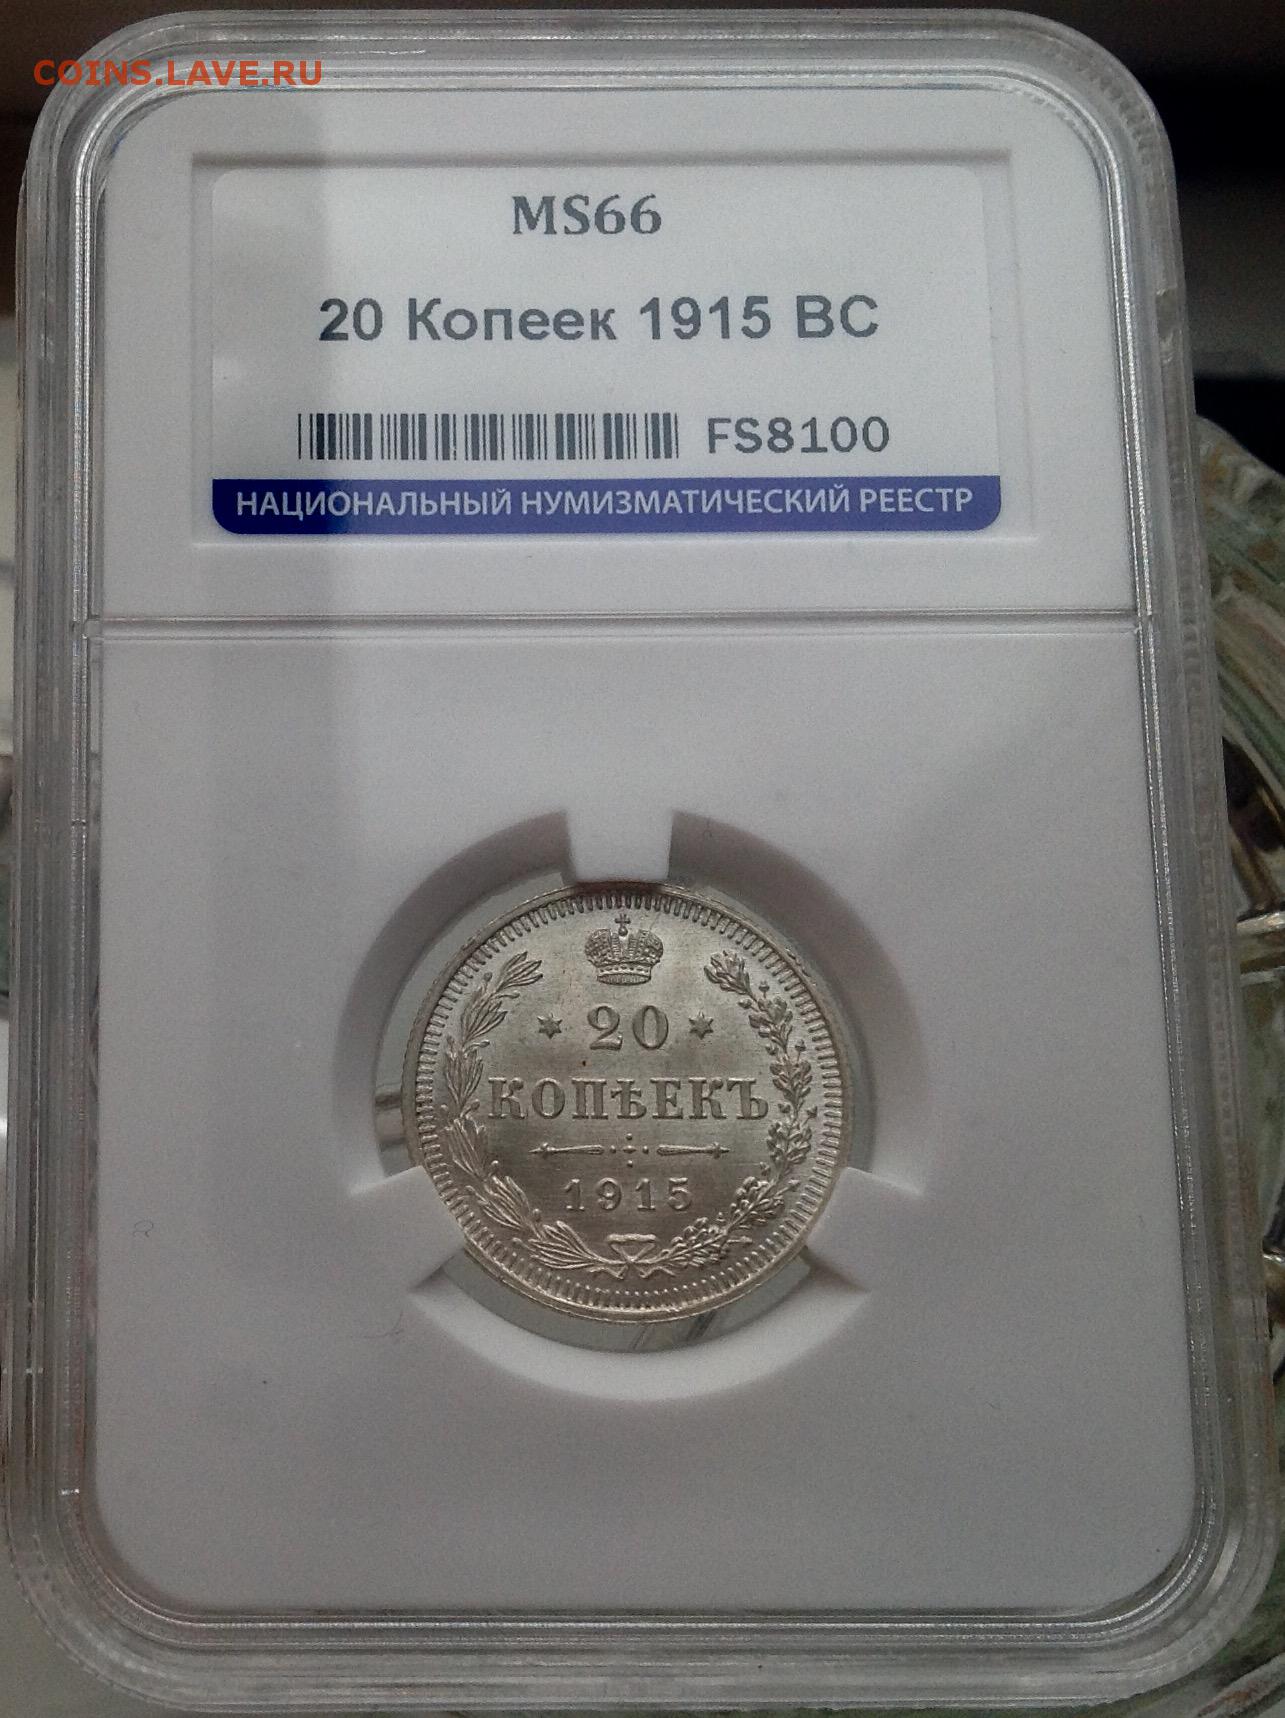 COINS.LAVE.RU
MS66
20 Копеек 1915 ВС
FS8100
НАЦИОНАЛЬНЫЙ НУМИЗМАТИЧЕСКИЙ РЕЕСТР
20
КОПѢЕКЪ
1915